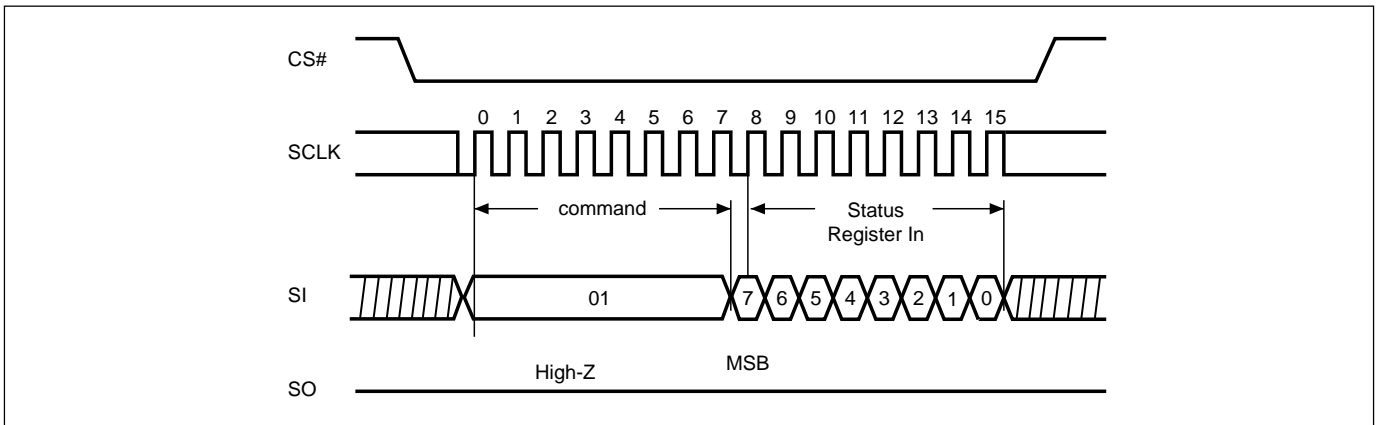 CS#
0 1 2 3 4 5 6 7 8 9 10 11 12 13 14 15
SCLK
command
Status
Register In
SI
01
7 6 5 4 3 2 1 0
MSB
High-Z
SO